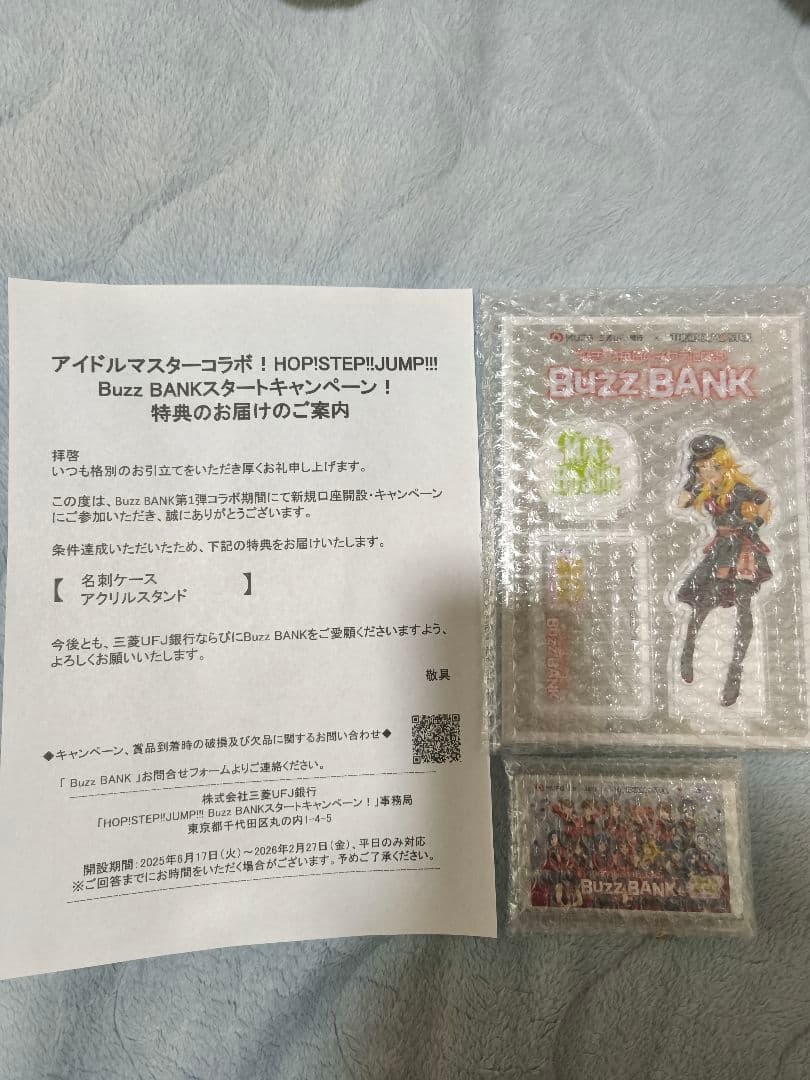 アイドルマスターコラボ！HOP!STEP!!JUMP!!!
Buzz BANKスタートキャンペーン！
特典のお届けのご案内
拝啓
いつも格別のお引立てをいただき厚くお礼申し上げます。
この度は、Buzz BANK第1弾コラボ期間にて新規口座開設・キャンペーン
にご参加いただき、誠にありがとうございます。
条件達成いただいたため、下記の特典をお届けいたします。
【 名刺ケース 】
アクリルスタンド
今後とも、三菱UFJ銀行ならびにBuzz BANKをご愛顧くださいますよう、
よろしくお願いいたします。
敬具
◆キャンペーン、賞品到着時の破損及び欠品に関するお問い合わせ◆
「 Buzz BANK 」お問合せフォームよりご連絡ください。
株式会社三菱UFJ銀行
「HOP!STEP!!JUMP!!! Buzz BANKスタートキャンペーン！」事務局
東京都千代田区丸の内1-4-5
開設期間：2025年6月17日(火)～2026年2月27日(金)、平日のみ対応
※ご回答までにお時間をいただく場合がございます。予めご了承ください。
MUFG 三菱UFJ銀行 ×
BUZZ BANK
BUZZ BANK
MUFG
BUZZ BANK